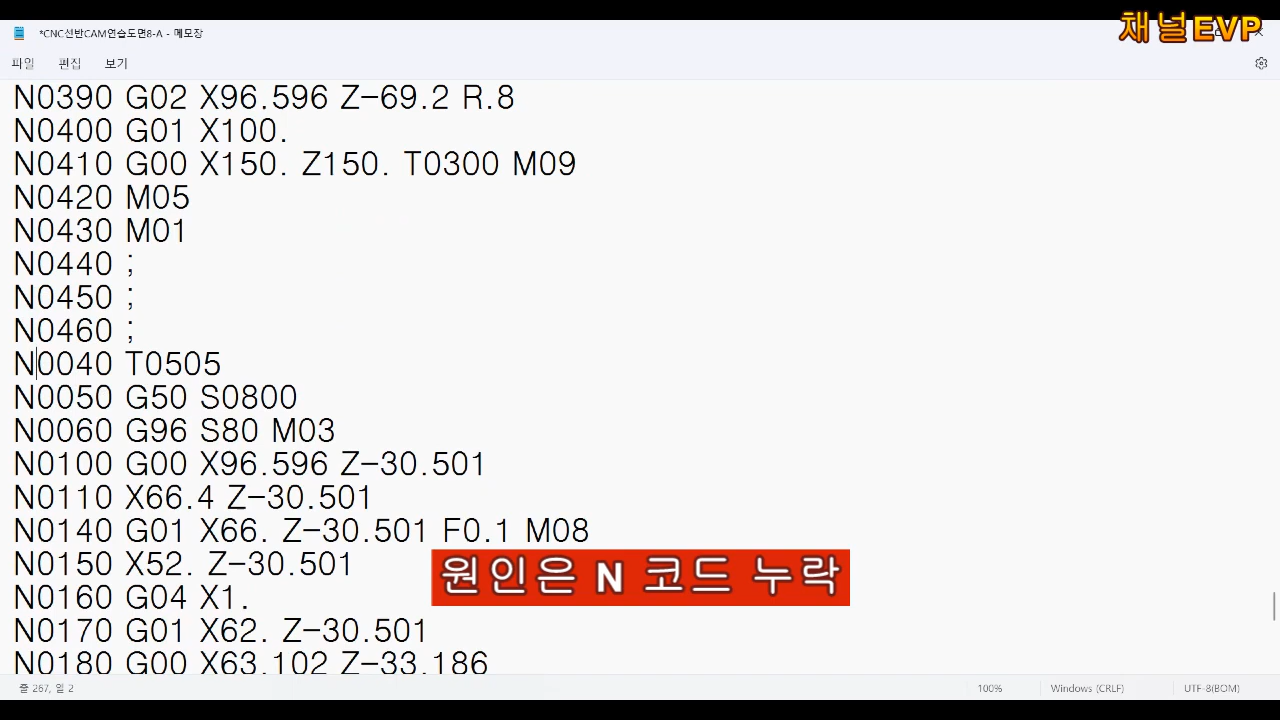 *CNC선반CAM연습도면8-A - 메모장
채널EVP
파일 편집 보기
N0390 G02 X96.596 Z-69.2 R.8
N0400 G01 X100.
N0410 G00 X150. Z150. T0300 M09
N0420 M05
N0430 M01
N0440 ;
N0450 ;
N0460 ;
N0040 T0505
N0050 G50 S0800
N0060 G96 S80 M03
N0100 G00 X96.596 Z-30.501
N0110 X66.4 Z-30.501
N0140 G01 X66. Z-30.501 F0.1 M08
N0150 X52. Z-30.501
원인은 N 코드 누락
N0160 G04 X1.
N0170 G01 X62. Z-30.501
N0180 G00 X63.102 Z-33.186
줄 267, 열 2 100% Windows (CRLF) UTF-8(BOM)